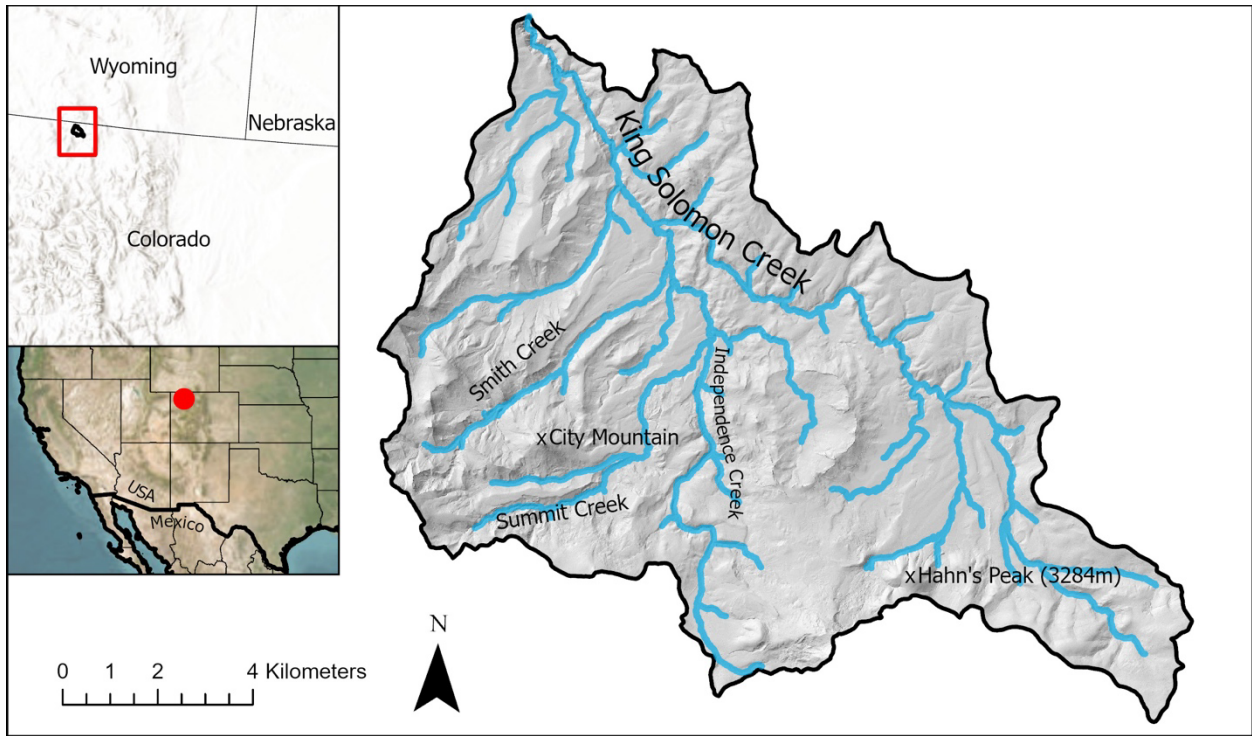 Wyoming
Nebraska
Colorado
USA
Mexico
King Solomon Creek
Smith Creek
Independence Creek
xCity Mountain
Summit Creek
xHahn's Peak (3284m)
N
0 1 2 4 Kilometers